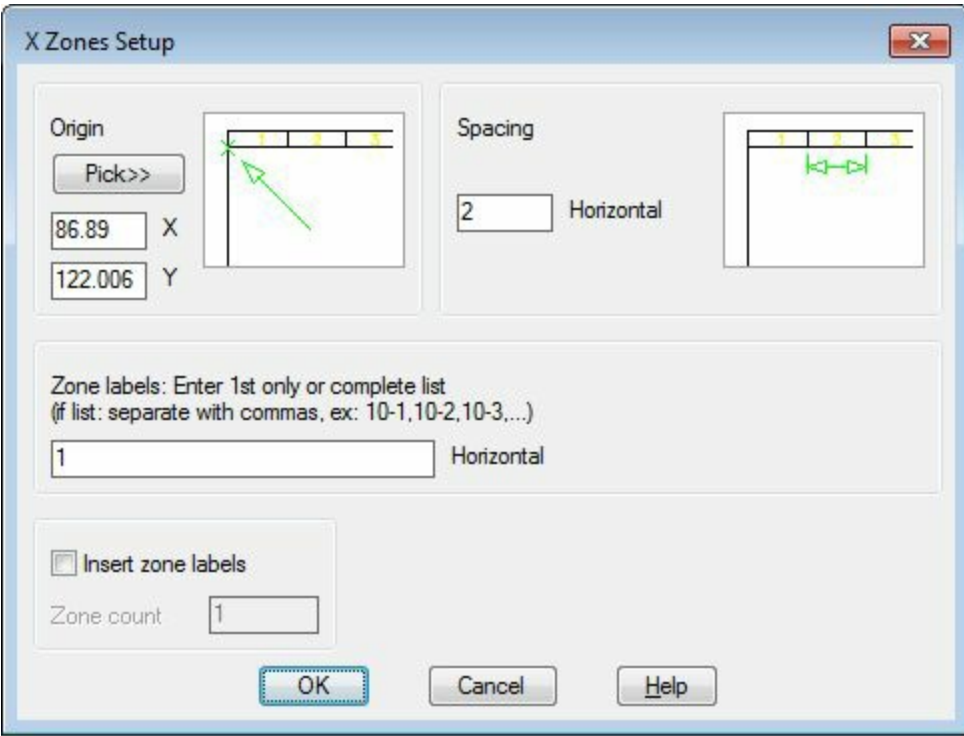 X Zones Setup
Origin
Pick>>
86.89 X
122.006 Y
1 2 3
Spacing
2 Horizontal
1 2 3
Zone labels: Enter 1st only or complete list
(if list: separate with commas, ex: 10-1,10-2,10-3,...)
1 Horizontal
Insert zone labels
Zone count 1
OK Cancel Help